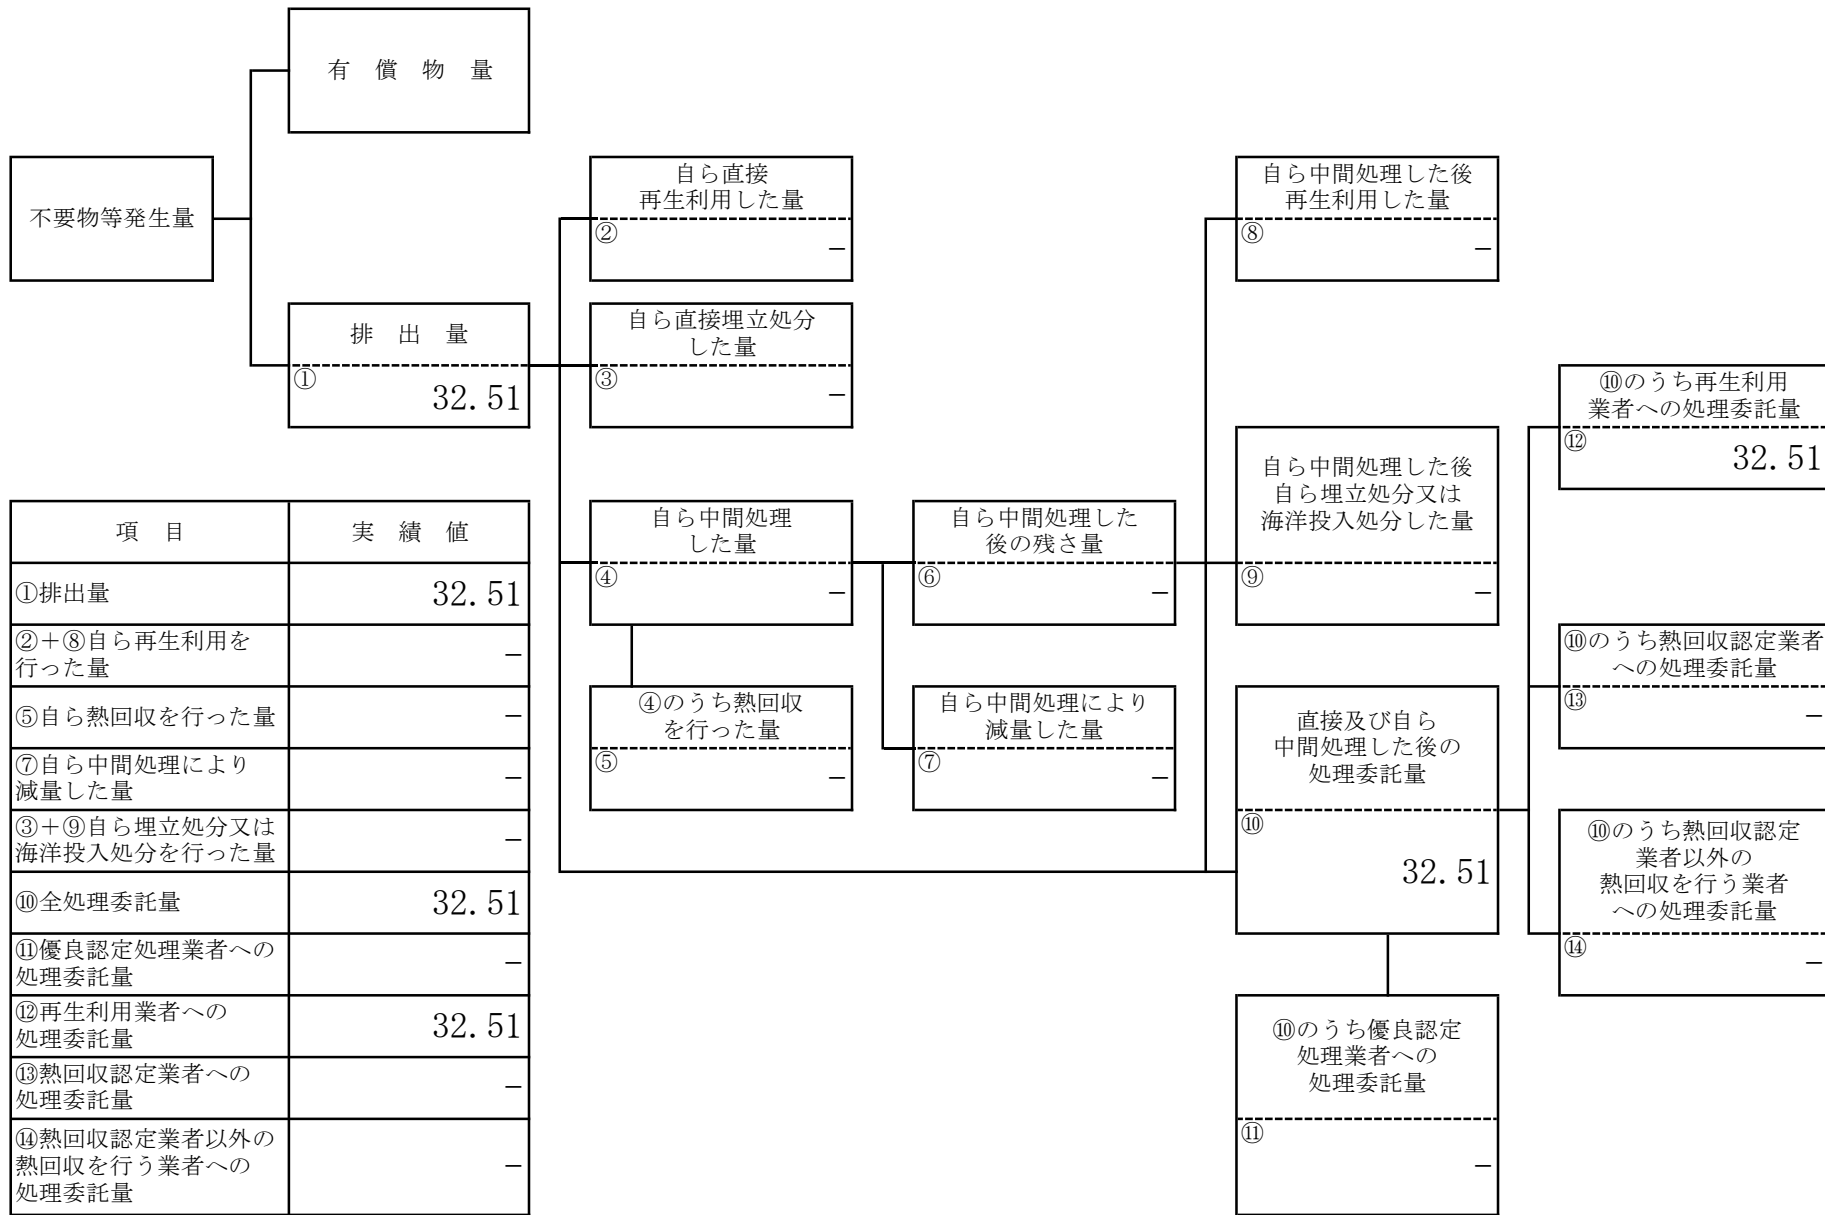 有 償 物 量
不要物等発生量
自ら直接
再生利用した量
②
－
自ら中間処理した後
再生利用した量
⑧
－
排 出 量
①
32.51
自ら直接埋立処分
した量
③
－
⑩のうち再生利用
業者への処理委託量
⑫
32.51
自ら中間処理した後
自ら埋立処分又は
海洋投入処分した量
⑨
－
自ら中間処理
した量
④
－
自ら中間処理した
後の残さ量
⑥
－
④のうち熱回収
を行った量
⑤
－
自ら中間処理により
減量した量
⑦
－
直接及び自ら
中間処理した後の
処理委託量
⑩
32.51
⑩のうち熱回収認定業者
への処理委託量
⑬
－
⑩のうち熱回収認定
業者以外の
熱回収を行う業者
への処理委託量
⑭
－
⑩のうち優良認定
処理業者への
処理委託量
⑪
－
項 目 実 績 値
①排出量 32.51
②＋⑧自ら再生利用を
行った量
－
⑤自ら熱回収を行った量 －
⑦自ら中間処理により
減量した量
－
③＋⑨自ら埋立処分又は
海洋投入処分を行った量
－
⑩全処理委託量 32.51
⑪優良認定処理業者への
処理委託量
－
⑫再生利用業者への
処理委託量
32.51
⑬熱回収認定業者への
処理委託量
－
⑭熱回収認定業者以外の
熱回収を行う業者への
処理委託量
－